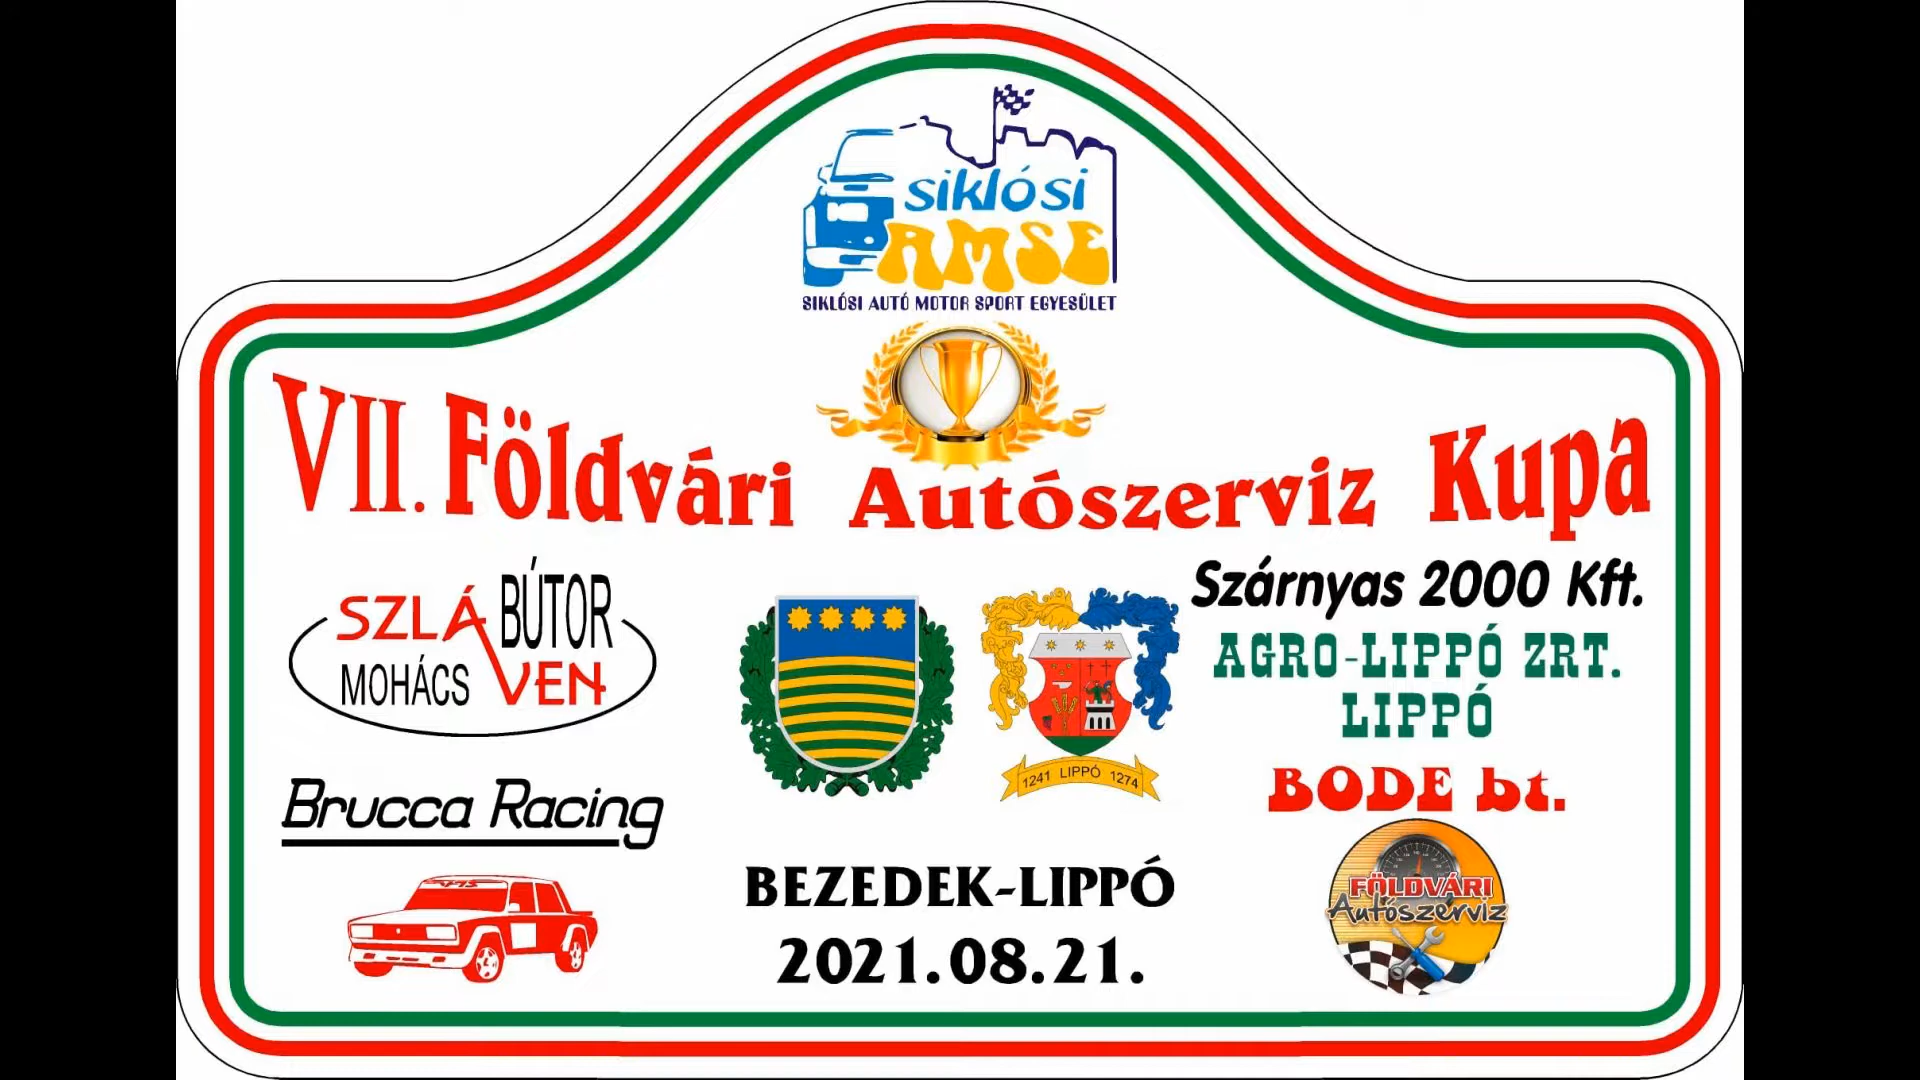 siklósi
AMSE
SIKLÓSI AUTÓ MOTOR SPORT EGYESÜLET
VII. Földvári Autószerviz Kupa
SZLÁ BÚTOR
MOHÁCS VEN
Szárnyas 2000 Kft.
AGRO-LIPPÓ ZRT.
LIPPÓ
1241 LIPPÓ 1274
BODE bt.
Brucca Racing
FÖLDVÁRI
Autószerviz
BEZEDEK-LIPPÓ
2021.08.21.